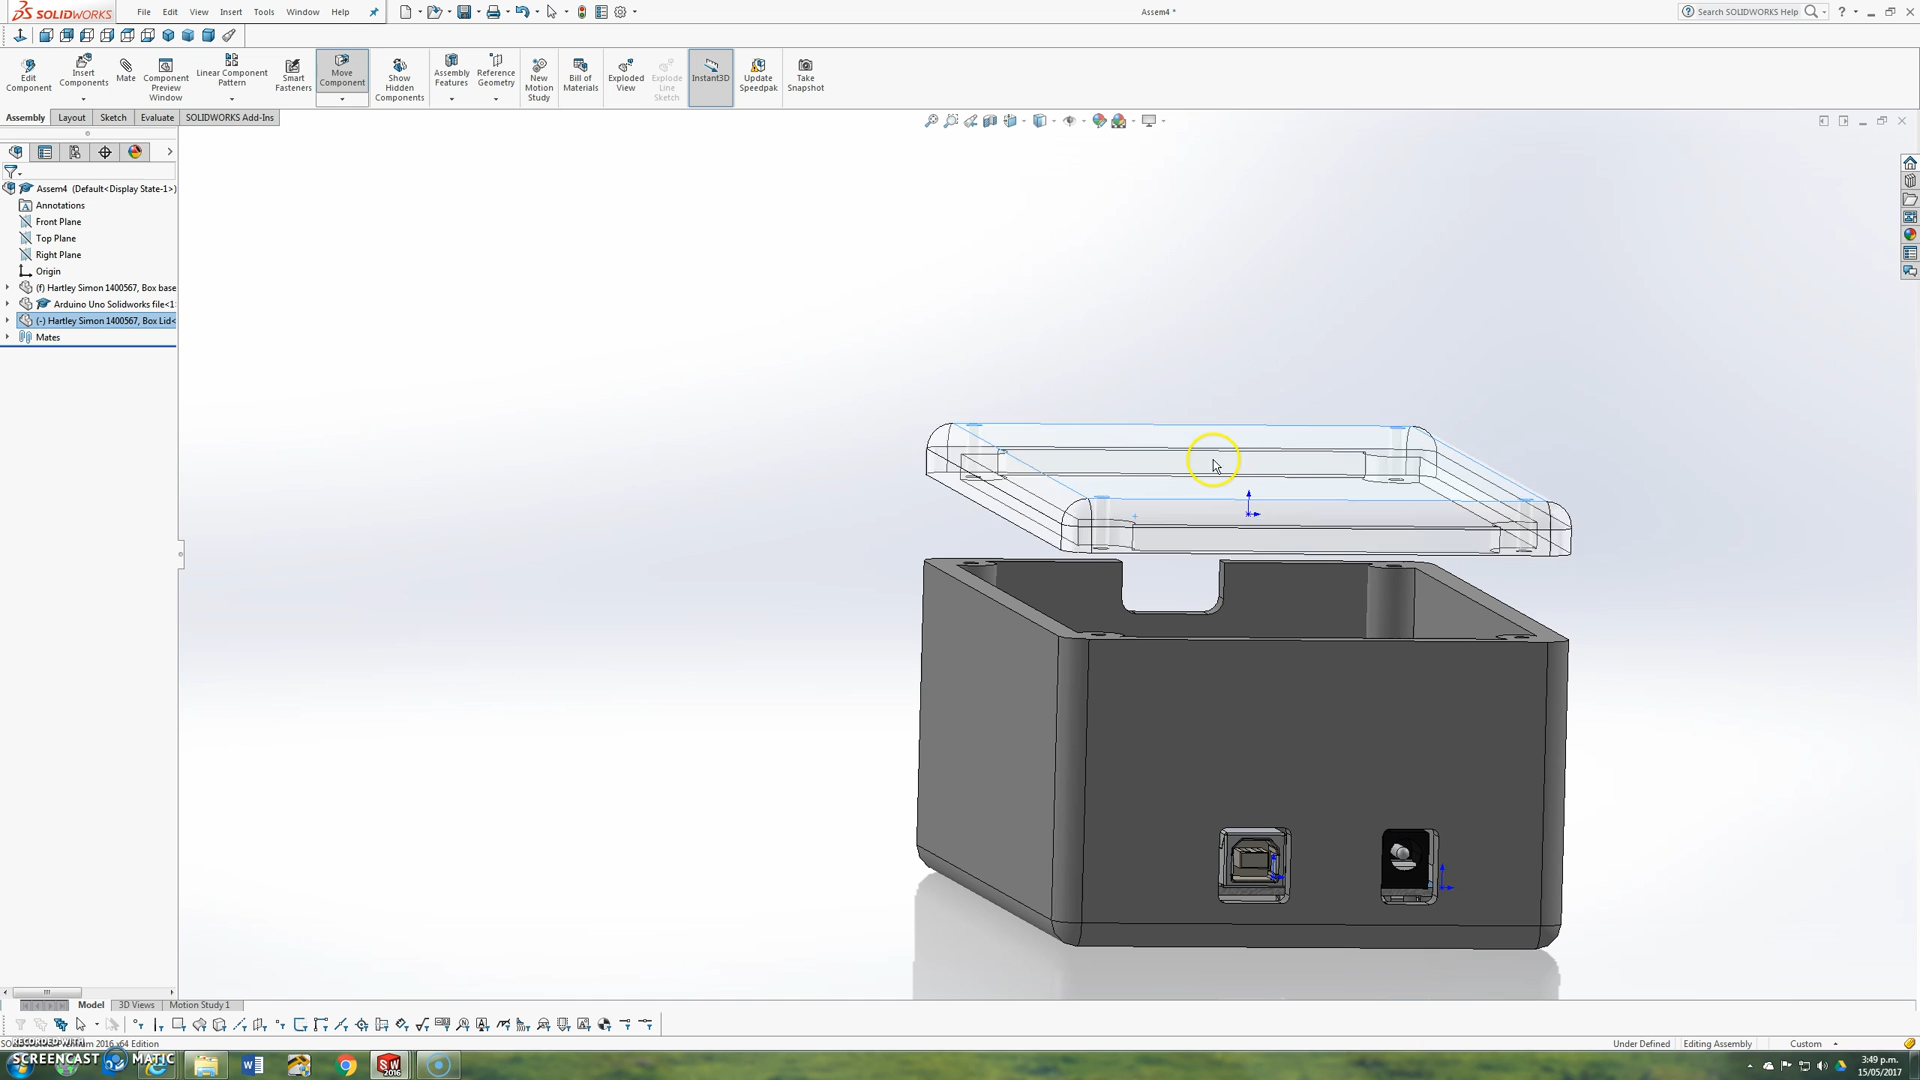 SOLIDWORKS File Edit View Insert Tools Window Help Assem4 * Search SOLIDWORKS Help
Edit Component
Insert Components
Mate
Component Preview Window
Linear Component Pattern
Smart Fasteners
Move Component
Show Hidden Components
Assembly Features
Reference Geometry
New Motion Study
Bill of Materials
Exploded View
Explode Line Sketch
Instant3D
Update Speedpak
Take Snapshot
Assembly Layout Sketch Evaluate SOLIDWORKS Add-Ins
Assem4 (Default<Display State-1>)
Annotations
Front Plane
Top Plane
Right Plane
Origin
(f) Hartley Simon 1400567, Box base
Arduino Uno Solidworks file<1
(-) Hartley Simon 1400567, Box Lid<
Mates
Model 3D Views Motion Study 1
RECORDED WITH
SOLIDWORKS Premium 2016 x64 Edition Under Defined Editing Assembly Custom
SCREENCAST MATIC
3:49 p.m.
15/05/2017